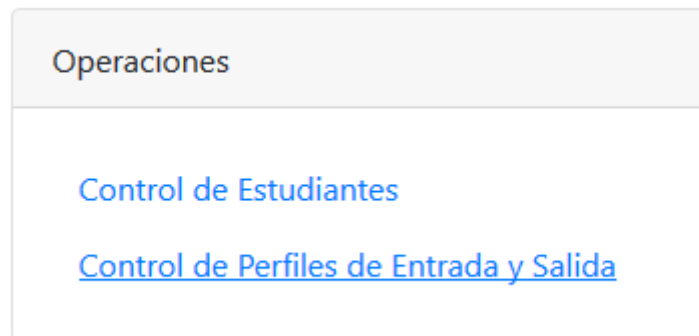 Operaciones
Control de Estudiantes
Control de Perfiles de Entrada y Salida